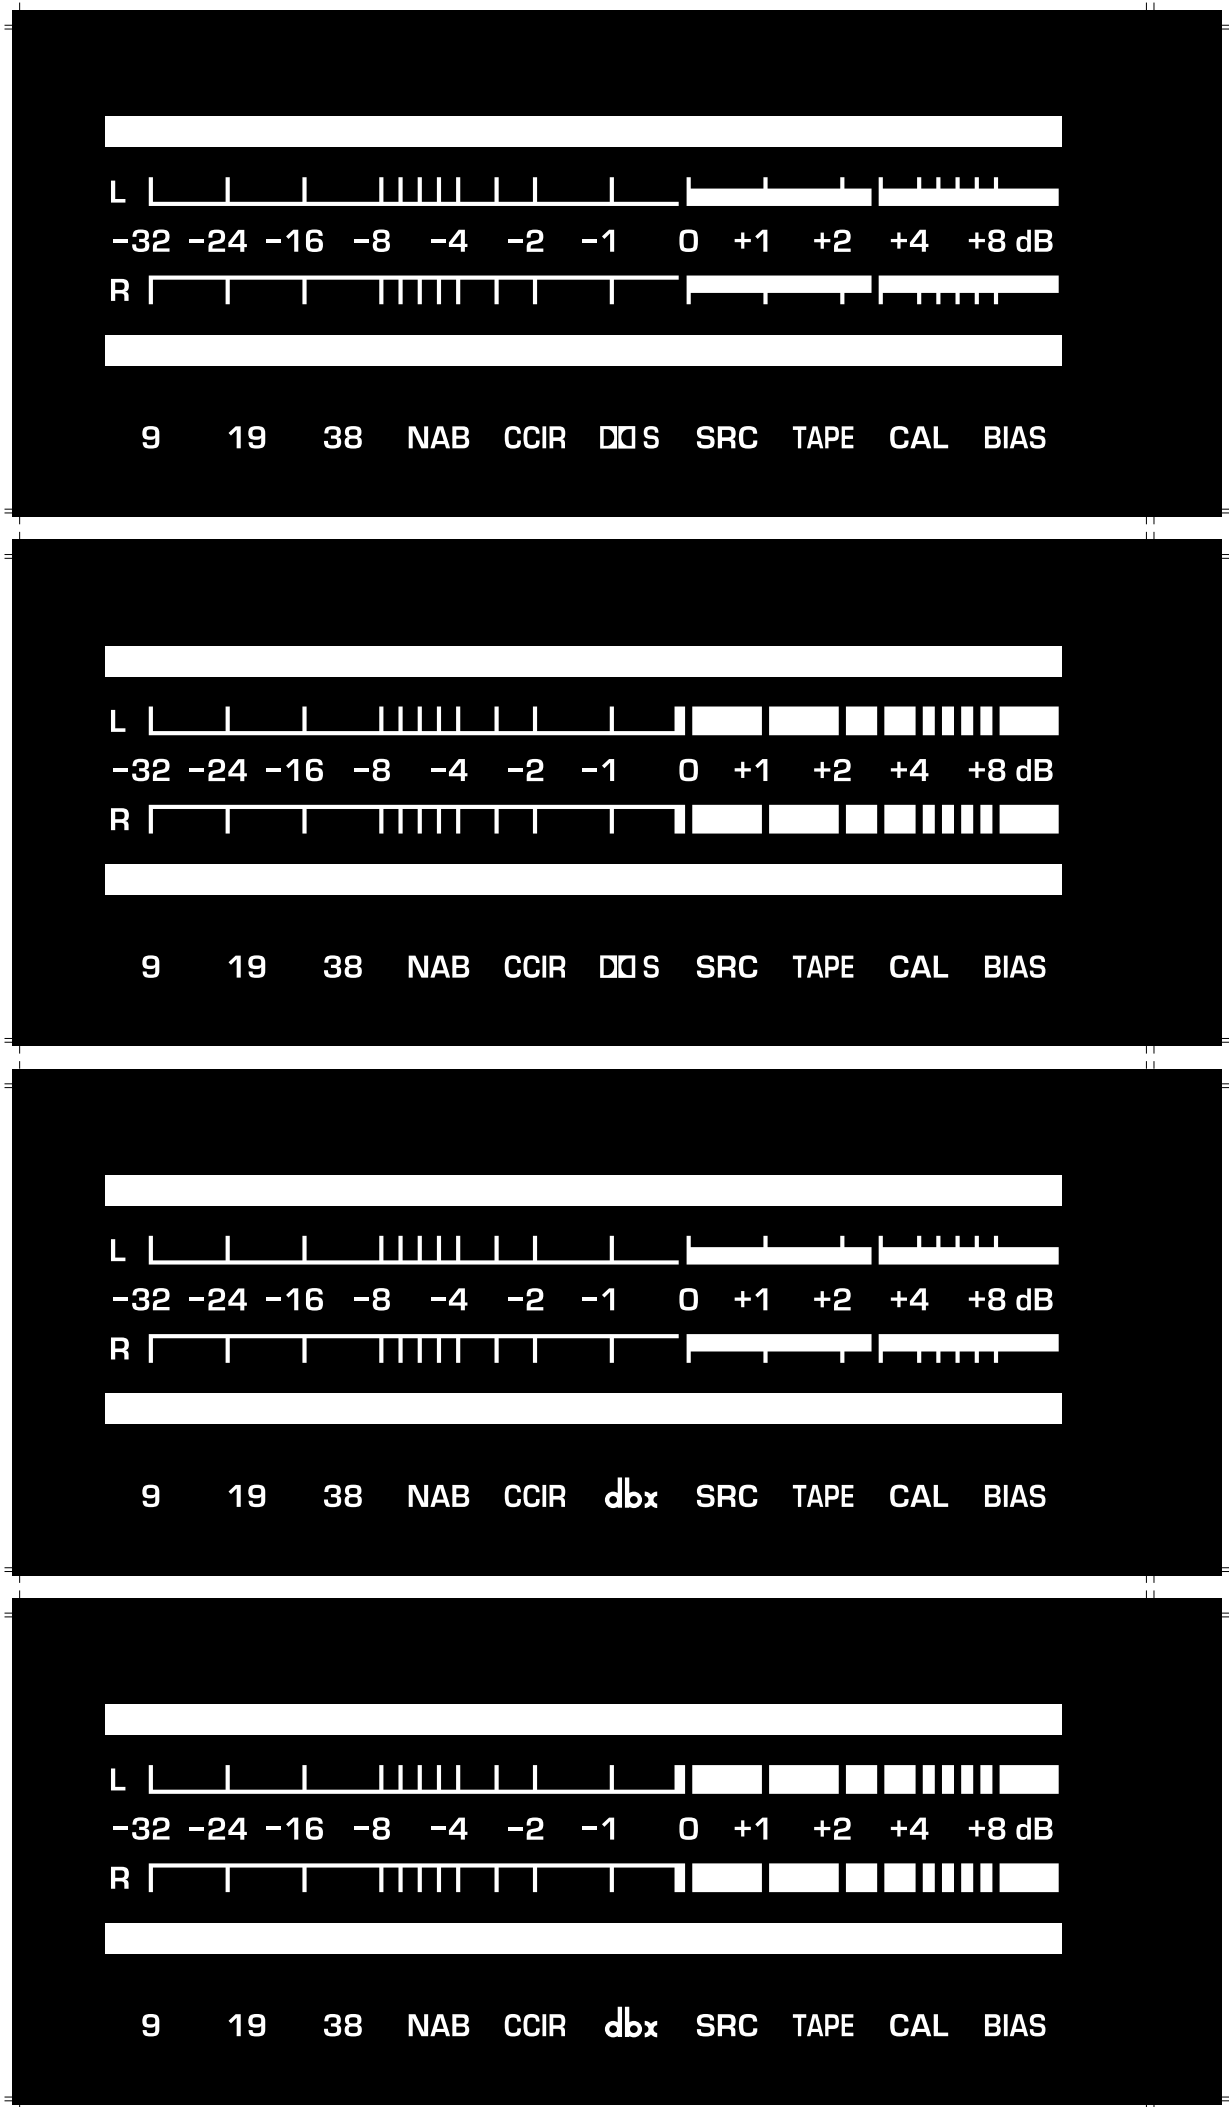 L
-32 -24 -16 -8 -4 -2 -1 0 +1 +2 +4 +8 dB
R
9 19 38 NAB CCIR S SRC TAPE CAL BIAS
L
-32 -24 -16 -8 -4 -2 -1 0 +1 +2 +4 +8 dB
R
9 19 38 NAB CCIR S SRC TAPE CAL BIAS
L
-32 -24 -16 -8 -4 -2 -1 0 +1 +2 +4 +8 dB
R
9 19 38 NAB CCIR dbx SRC TAPE CAL BIAS
L
-32 -24 -16 -8 -4 -2 -1 0 +1 +2 +4 +8 dB
R
9 19 38 NAB CCIR dbx SRC TAPE CAL BIAS